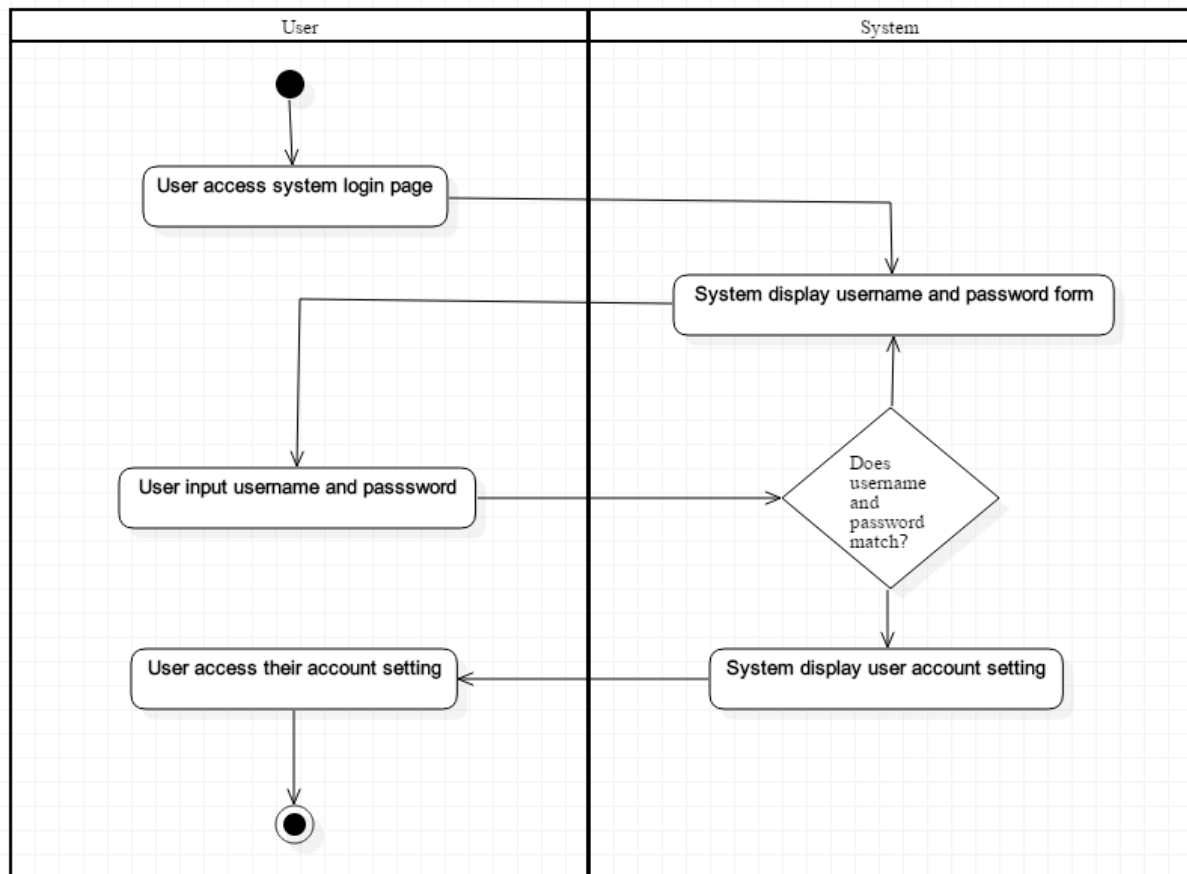 User
System
User access system login page
System display username and password form
User input username and passsword
Does
username
and
password
match?
User access their account setting
System display user account setting